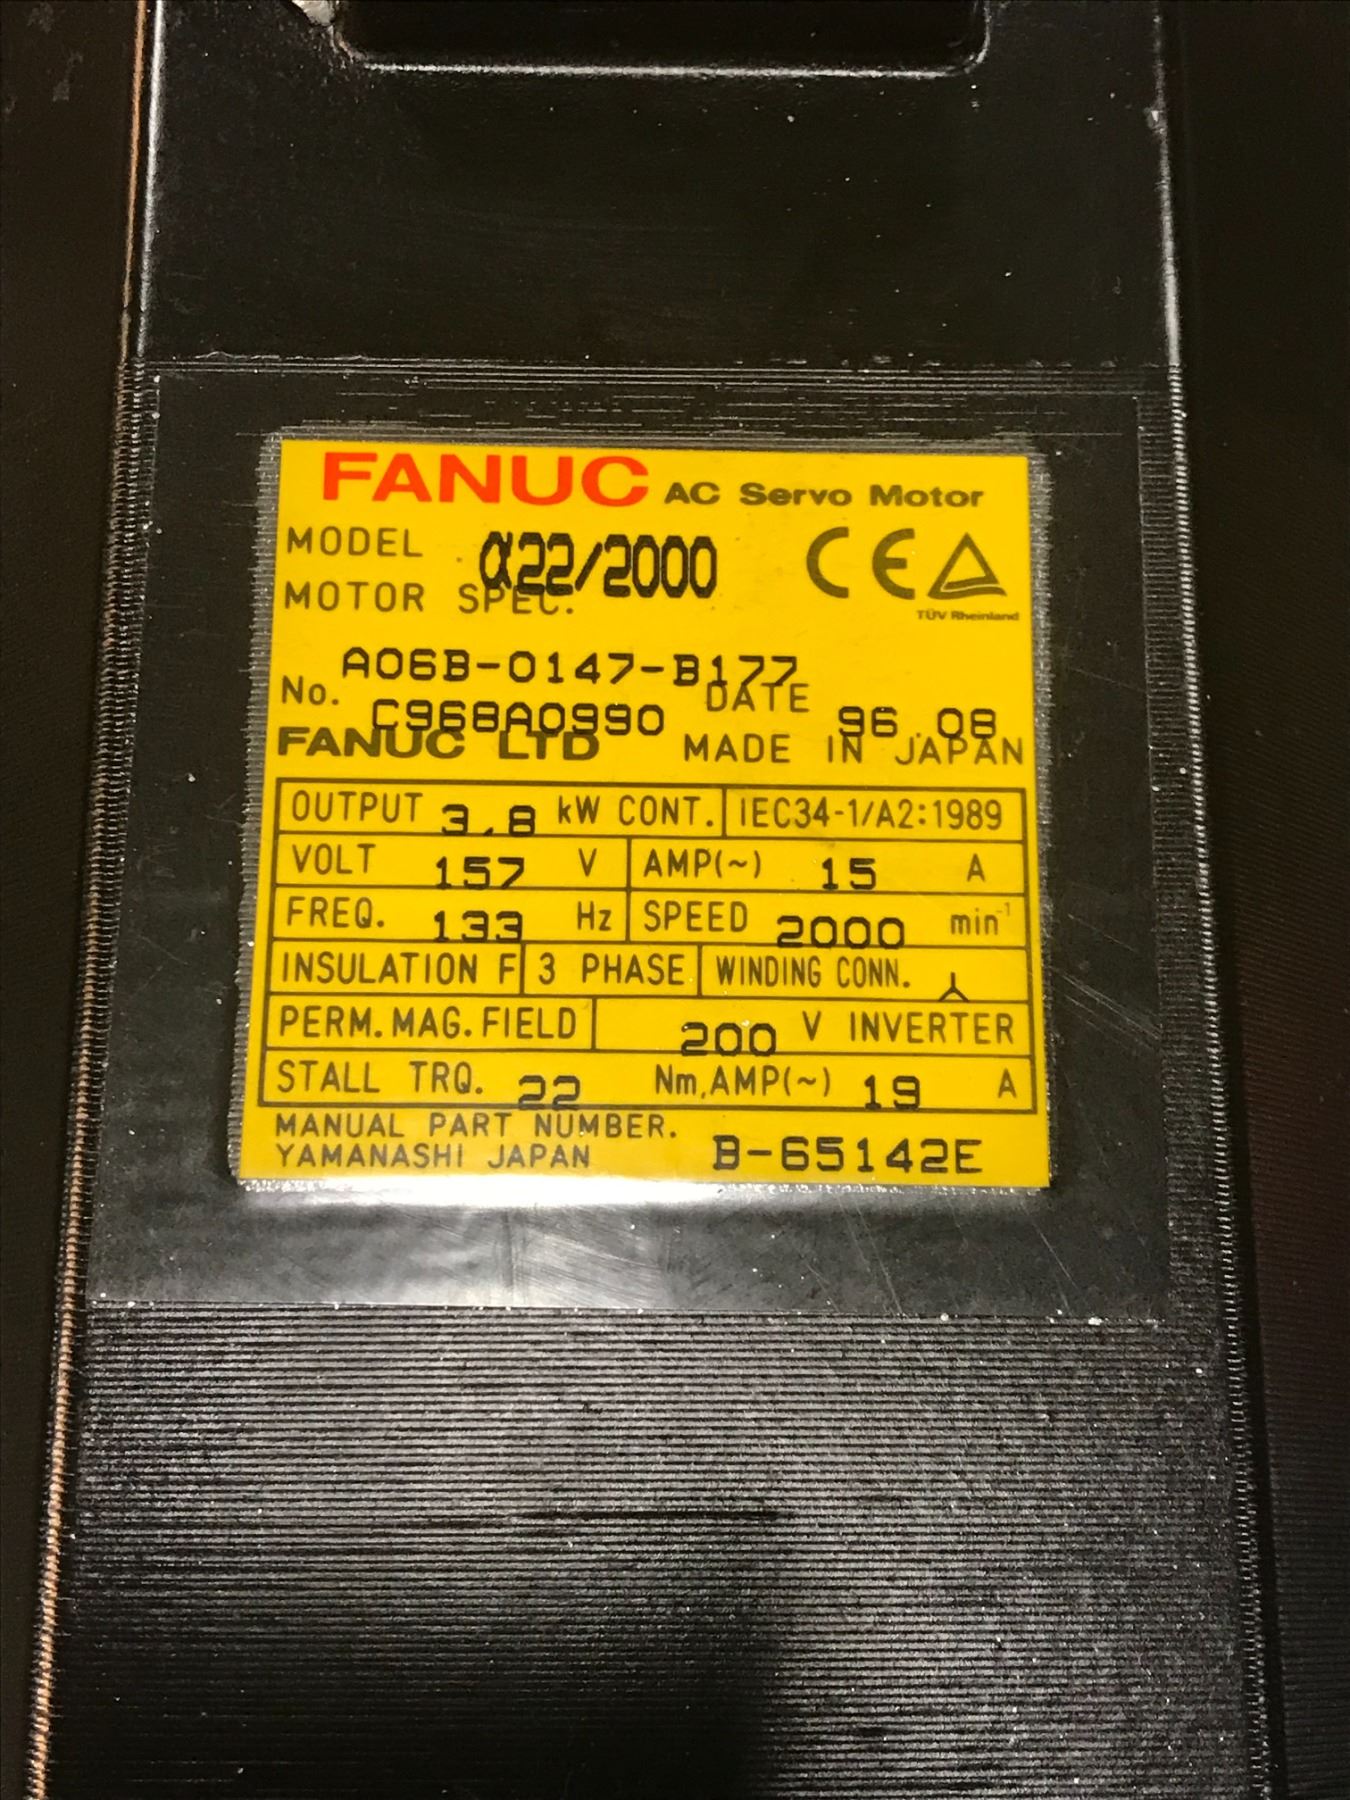 FANUC AC Servo Motor
MODEL α22/2000 CE
MOTOR SPEC.
TÜV Rheinland
A06B-0147-B177
No. C968A0990 DATE 96.08
FANUC LTD MADE IN JAPAN
OUTPUT 3.8 kW CONT. IEC34-1/A2:1989
VOLT 157 V AMP(~) 15 A
FREQ. 133 Hz SPEED 2000 min⁻¹
INSULATION F 3 PHASE WINDING CONN.
PERM.MAG.FIELD 200 V INVERTER
STALL TRQ. 22 Nm,AMP(~) 19 A
MANUAL PART NUMBER.
YAMANASHI JAPAN B-65142E